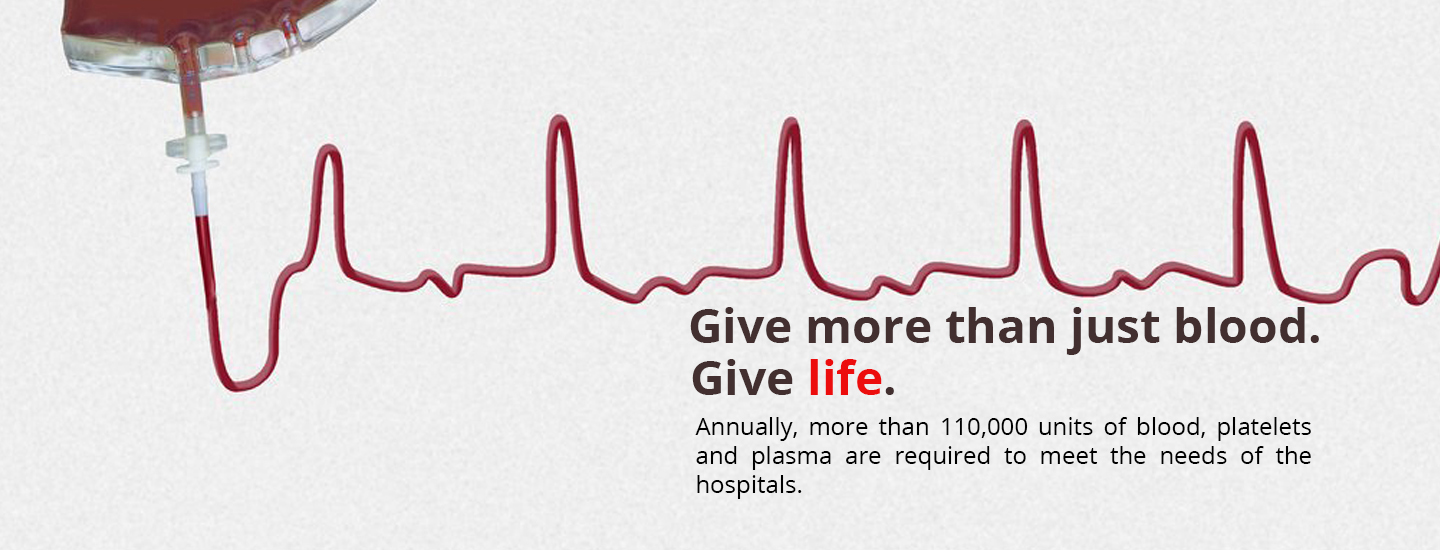 Give more than just blood.
Give life.
Annually, more than 110,000 units of blood, platelets
and plasma are required to meet the needs of the
hospitals.